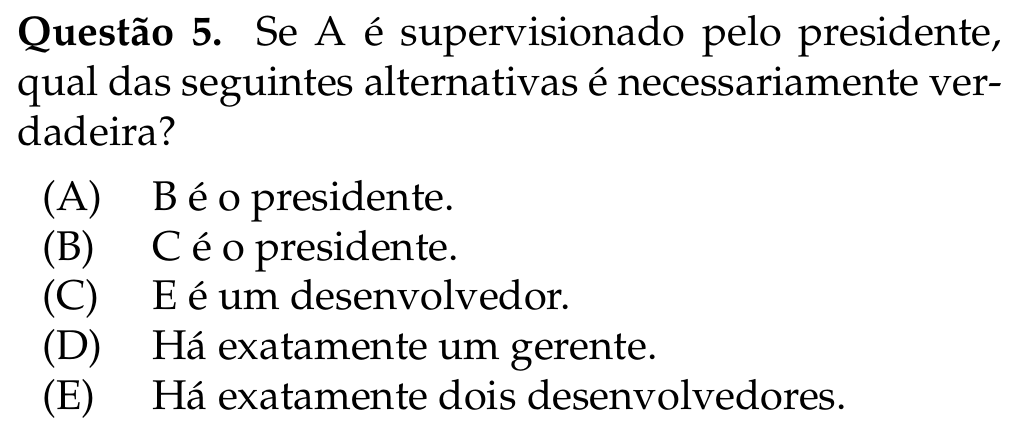 Questão 5. Se A é supervisionado pelo presidente,
qual das seguintes alternativas é necessariamente ver-
dadeira?
(A) B é o presidente.
(B) C é o presidente.
(C) E é um desenvolvedor.
(D) Há exatamente um gerente.
(E) Há exatamente dois desenvolvedores.